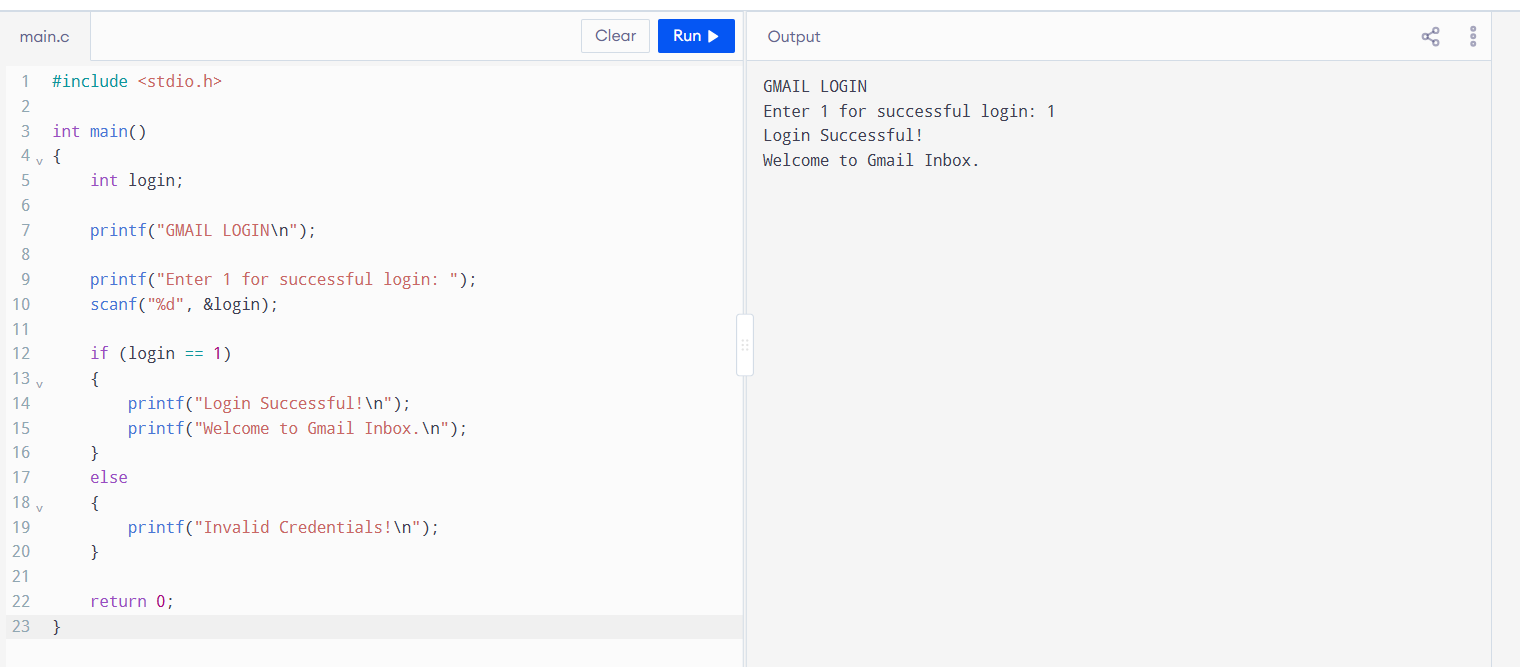 main.c
Clear
Run
Output
1 #include <stdio.h>
2
3 int main()
4 {
5     int login;
6
7     printf("GMAIL LOGIN\n");
8
9     printf("Enter 1 for successful login: ");
10     scanf("%d", &login);
11
12     if (login == 1)
13     {
14         printf("Login Successful!\n");
15         printf("Welcome to Gmail Inbox.\n");
16     }
17     else
18     {
19         printf("Invalid Credentials!\n");
20     }
21
22     return 0;
23 }
GMAIL LOGIN
Enter 1 for successful login: 1
Login Successful!
Welcome to Gmail Inbox.